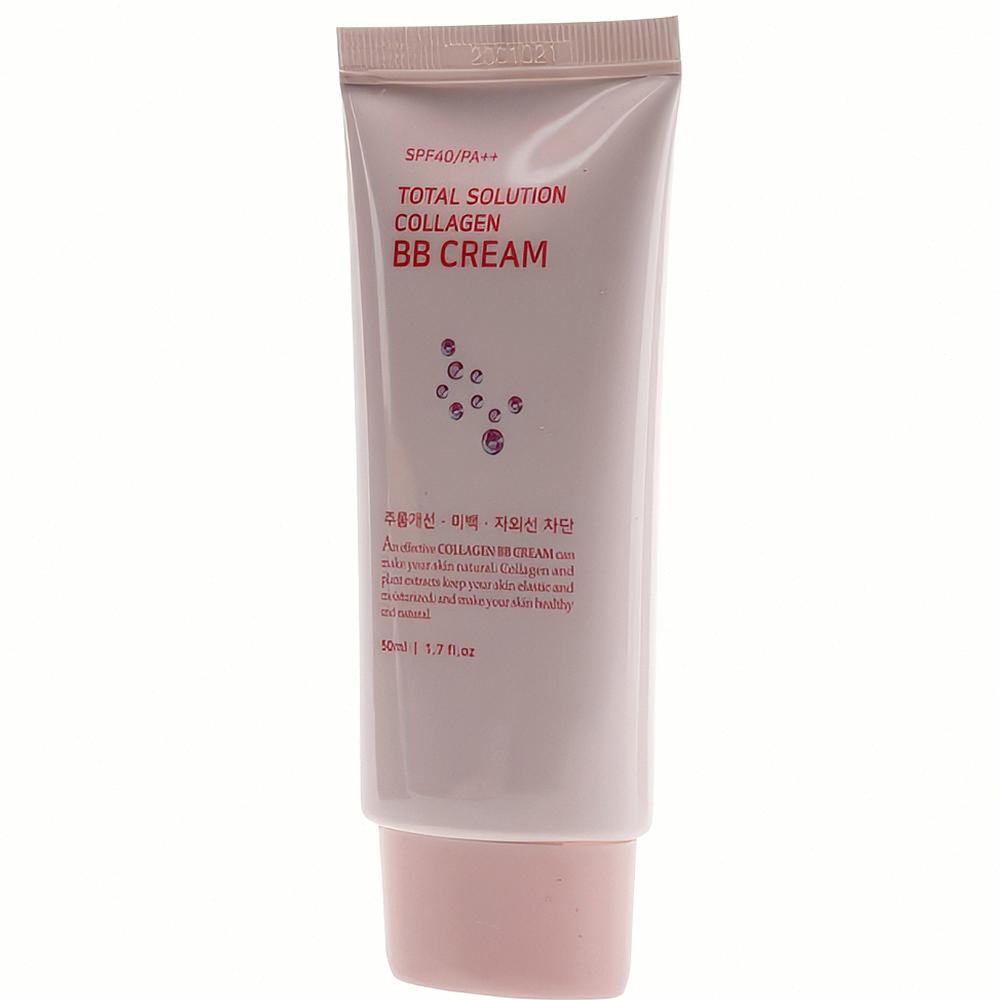 2001021
SPF40/PA++
TOTAL SOLUTION
COLLAGEN
BB CREAM
주름개선 · 미백 · 자외선 차단
An effective COLLAGEN BB CREAM can
make your skin natural. Collagen and
plant extracts keep your skin elastic and
moisturized and make your skin healthy
and natural.
50ml | 1.7 fl.oz